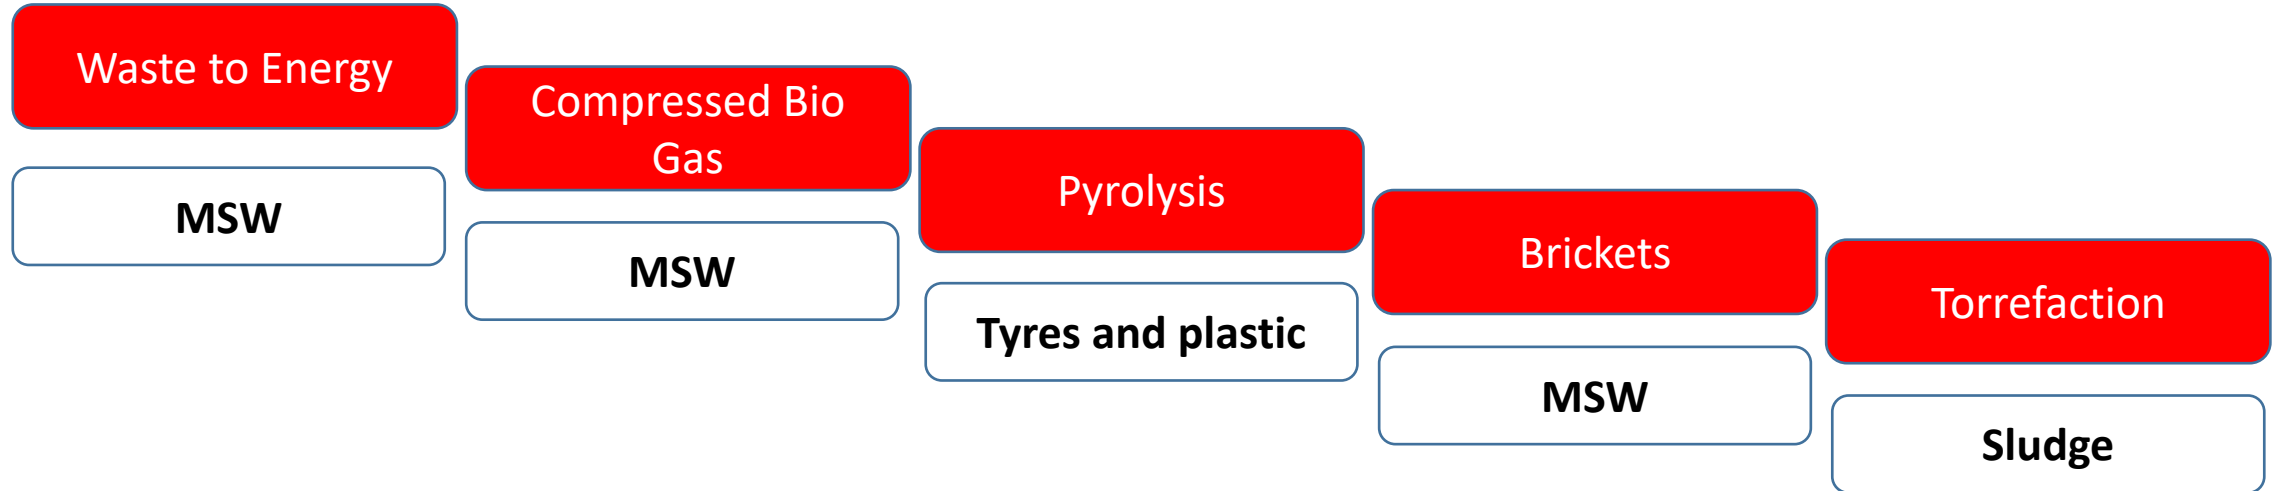 Waste to Energy
MSW
Compressed Bio
Gas
MSW
Pyrolysis
Tyres and plastic
Brickets
MSW
Torrefaction
Sludge